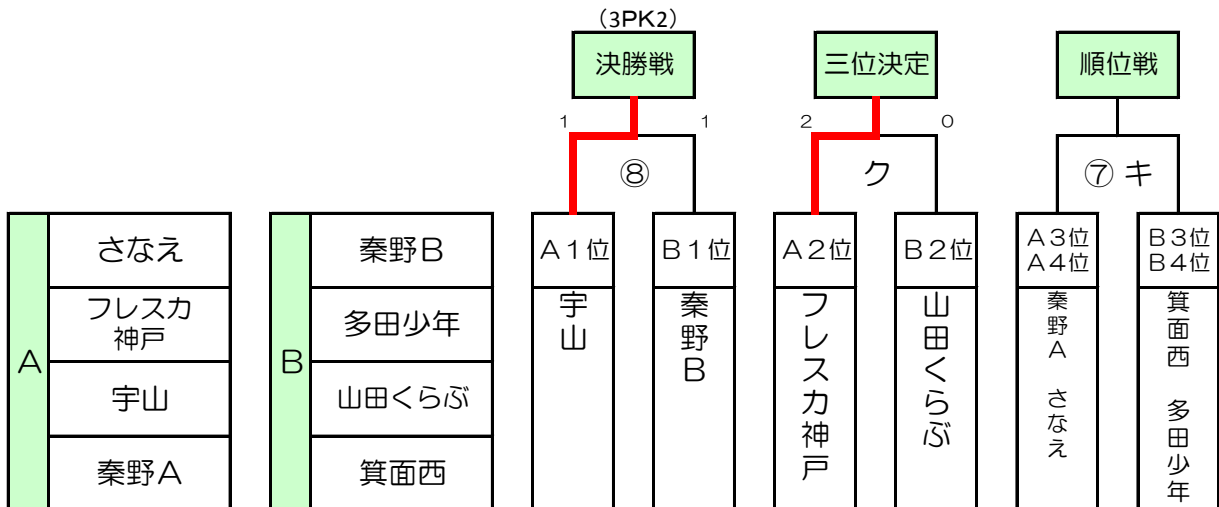 （3PK2）
決勝戦
三位決定
順位戦
1
1
2
0
⑧
ク
⑦キ
A
さなえ
フレスカ
神戸
宇山
秦野A
B
秦野B
多田少年
山田くらぶ
箕面西
A1位
宇山
B1位
秦野B
A2位
フレスカ神戸
B2位
山田くらぶ
A3位
A4位
秦野A　さなえ
B3位
B4位
箕面西　多田少年